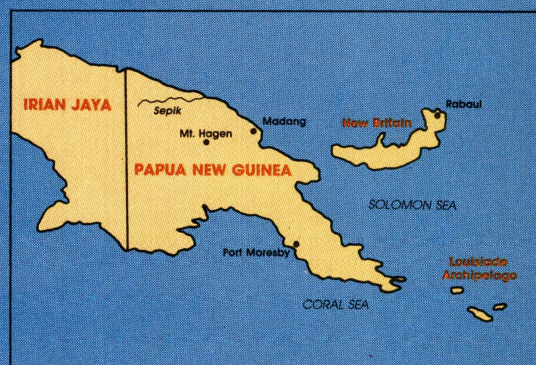 IRIAN JAYA
Sepik
Mt. Hagen
Madang
New Britain
Rabaul
PAPUA NEW GUINEA
SOLOMON SEA
Port Moresby
Louisiade
Archipelago
CORAL SEA